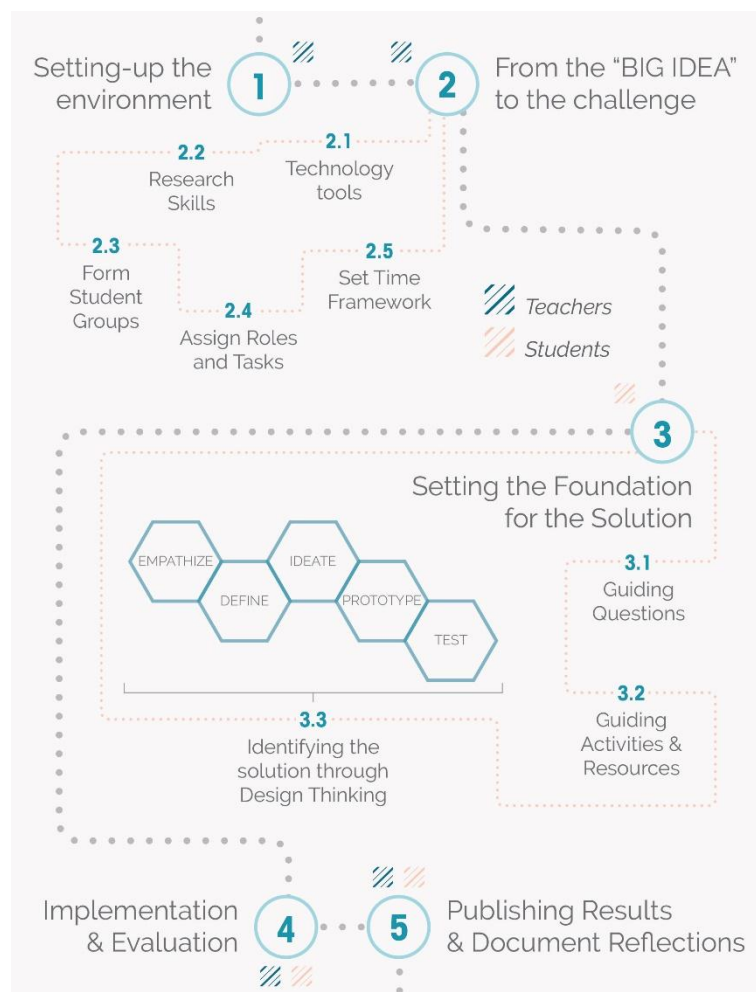 Setting-up the
environment
1
2
From the “BIG IDEA”
to the challenge
2.1
Technology
tools
2.2
Research
Skills
2.3
Form
Student
Groups
2.4
Assign Roles
and Tasks
2.5
Set Time
Framework
Teachers
Students
3
Setting the Foundation
for the Solution
3.1
Guiding
Questions
3.2
Guiding
Activities &
Resources
EMPATHIZE
DEFINE
IDEATE
PROTOTYPE
TEST
3.3
Identifying the
solution through
Design Thinking
Implementation
& Evaluation
4
5
Publishing Results
& Document Reflections